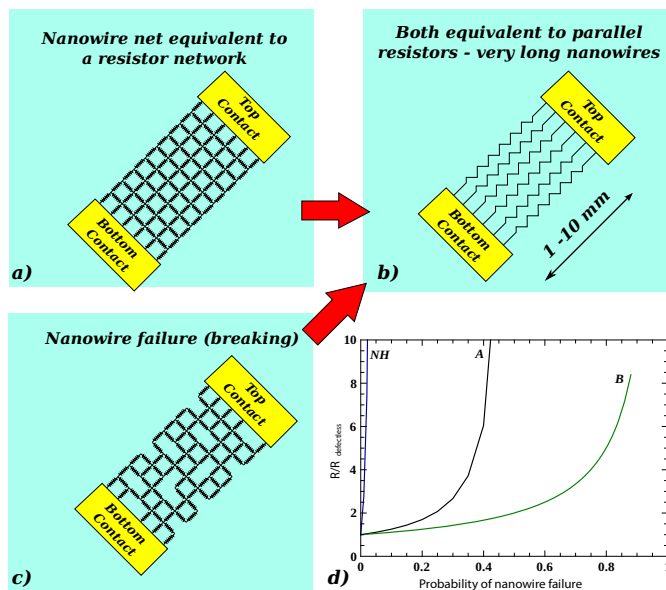 Nanowire net equivalent to
a resistor network
Top
Contact
Bottom
Contact
a)
Both equivalent to parallel
resistors - very long nanowires
Top
Contact
Bottom
Contact
1 -10 mm
b)
Nanowire failure (breaking)
Top
Contact
Bottom
Contact
c)
10
8
6
4
2
0
R/R defectless
NH
A
B
0
0.2
0.4
0.6
0.8
1
Probability of nanowire failure
d)